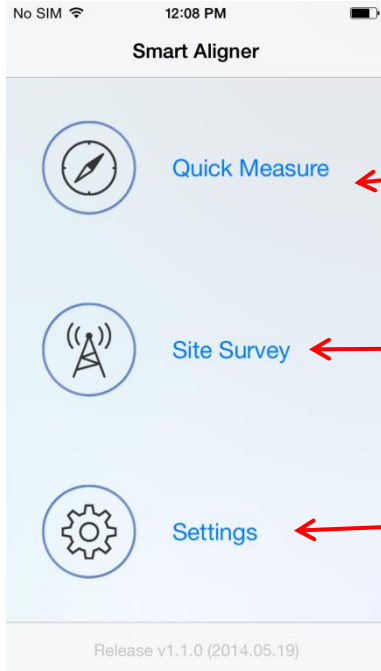 No SIM 12:08 PM
Smart Aligner
Quick Measure
Site Survey
Settings
Release v1.1.0 (2014.05.19)